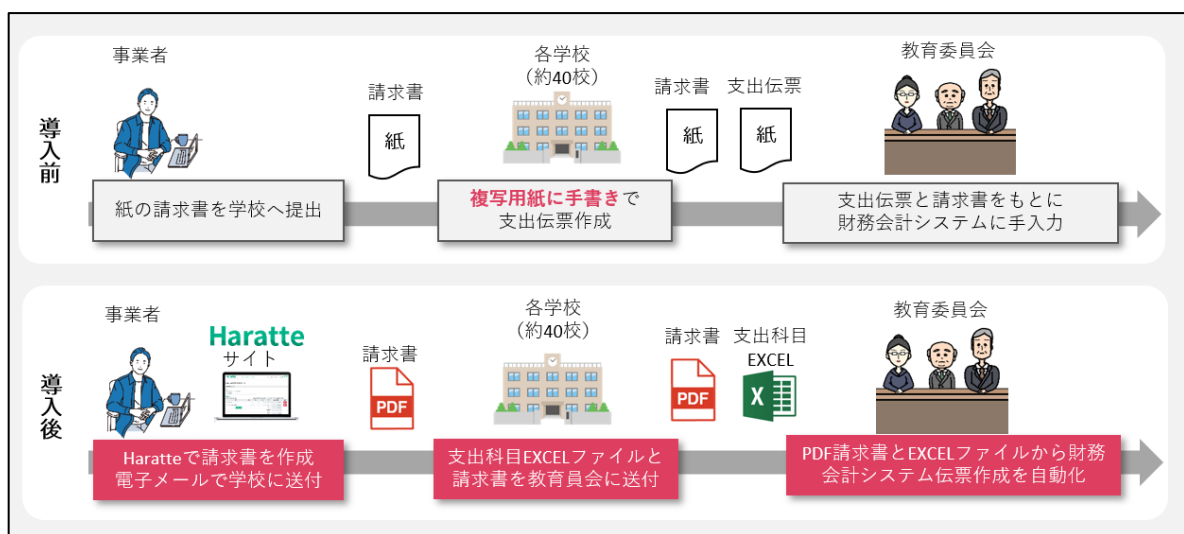 導入前
事業者
請求書
紙
各学校
(約40校)
請求書
紙
支出伝票
紙
教育委員会
紙の請求書を学校へ提出
複写用紙に手書きで
支出伝票作成
支出伝票と請求書をもとに
財務会計システムに手入力
導入後
事業者
Haratte
サイト
請求書
PDF
各学校
(約40校)
請求書
PDF
支出科目
EXCEL
X
教育委員会
Haratteで請求書を作成
電子メールで学校に送付
支出科目EXCELファイルと
請求書を教育員会に送付
PDF請求書とEXCELファイルから財務
会計システム伝票作成を自動化